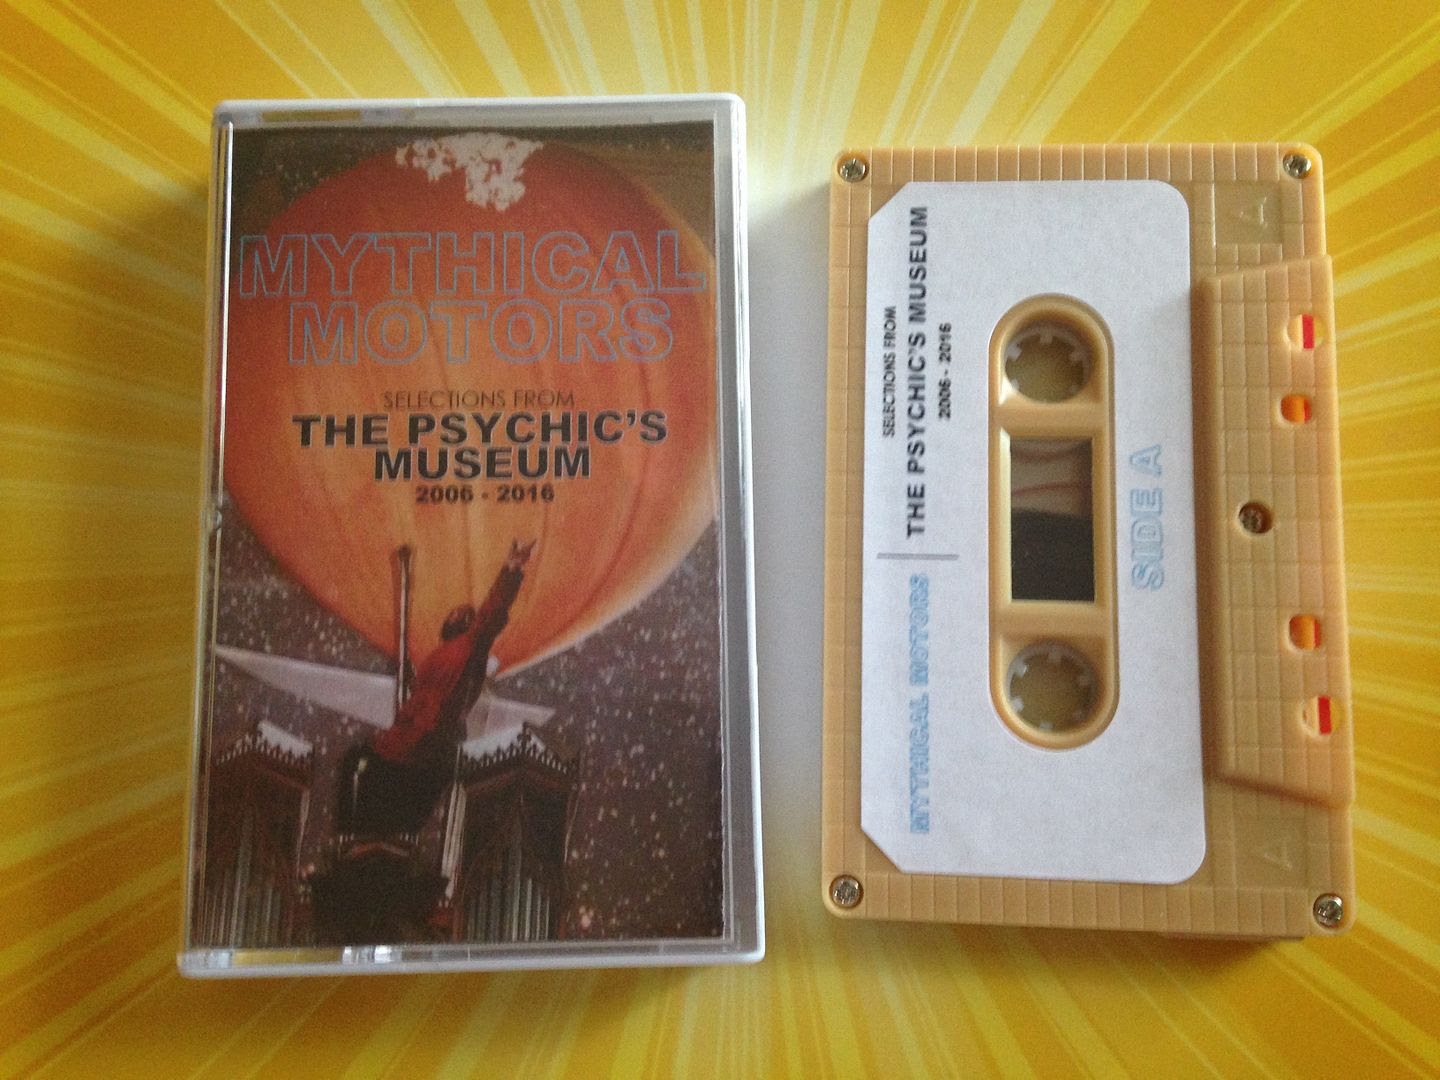 MYTHICAL
MOTORS
SELECTIONS FROM
THE PSYCHIC'S
MUSEUM
2006 - 2016
SELECTIONS FROM
THE PSYCHIC'S MUSEUM
2006 - 2016
MYTHICAL MOTORS
SIDE A
A
A